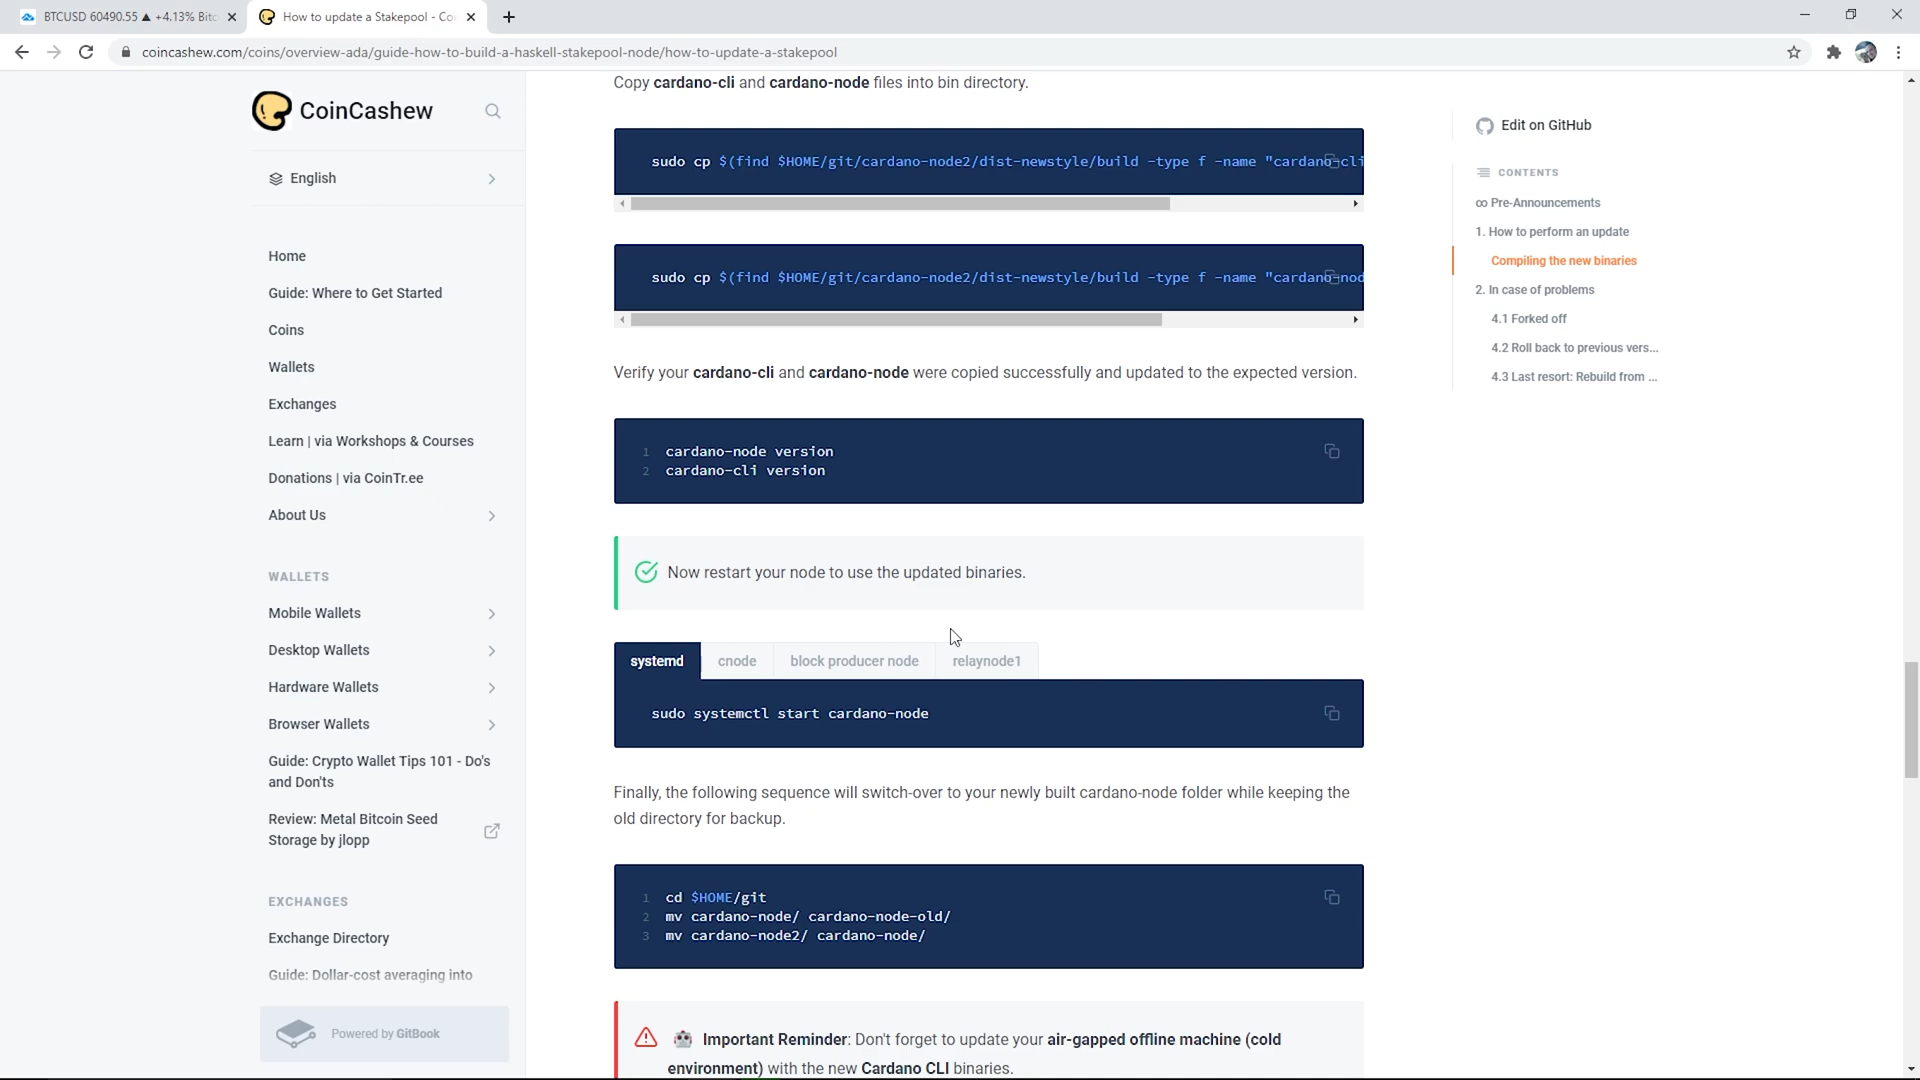 BTCUSD 60490.55 ▲ +4.13% Bitc
How to update a Stakepool - Co
coincashew.com/coins/overview-ada/guide-how-to-build-a-haskell-stakepool-node/how-to-update-a-stakepool
CoinCashew
English
Home
Guide: Where to Get Started
Coins
Wallets
Exchanges
Learn | via Workshops & Courses
Donations | via CoinTr.ee
About Us
WALLETS
Mobile Wallets
Desktop Wallets
Hardware Wallets
Browser Wallets
Guide: Crypto Wallet Tips 101 - Do's
and Don'ts
Review: Metal Bitcoin Seed
Storage by jlopp
EXCHANGES
Exchange Directory
Guide: Dollar-cost averaging into
Powered by GitBook
Copy cardano-cli and cardano-node files into bin directory.
sudo cp $(find $HOME/git/cardano-node2/dist-newstyle/build -type f -name "cardano-cli
sudo cp $(find $HOME/git/cardano-node2/dist-newstyle/build -type f -name "cardano-nod
Verify your cardano-cli and cardano-node were copied successfully and updated to the expected version.
1 cardano-node version
2 cardano-cli version
Now restart your node to use the updated binaries.
systemd cnode block producer node relaynode1
sudo systemctl start cardano-node
Finally, the following sequence will switch-over to your newly built cardano-node folder while keeping the
old directory for backup.
1 cd $HOME/git
2 mv cardano-node/ cardano-node-old/
3 mv cardano-node2/ cardano-node/
Important Reminder: Don't forget to update your air-gapped offline machine (cold
environment) with the new Cardano CLI binaries.
Edit on GitHub
CONTENTS
∞ Pre-Announcements
1. How to perform an update
Compiling the new binaries
2. In case of problems
4.1 Forked off
4.2 Roll back to previous vers...
4.3 Last resort: Rebuild from ...